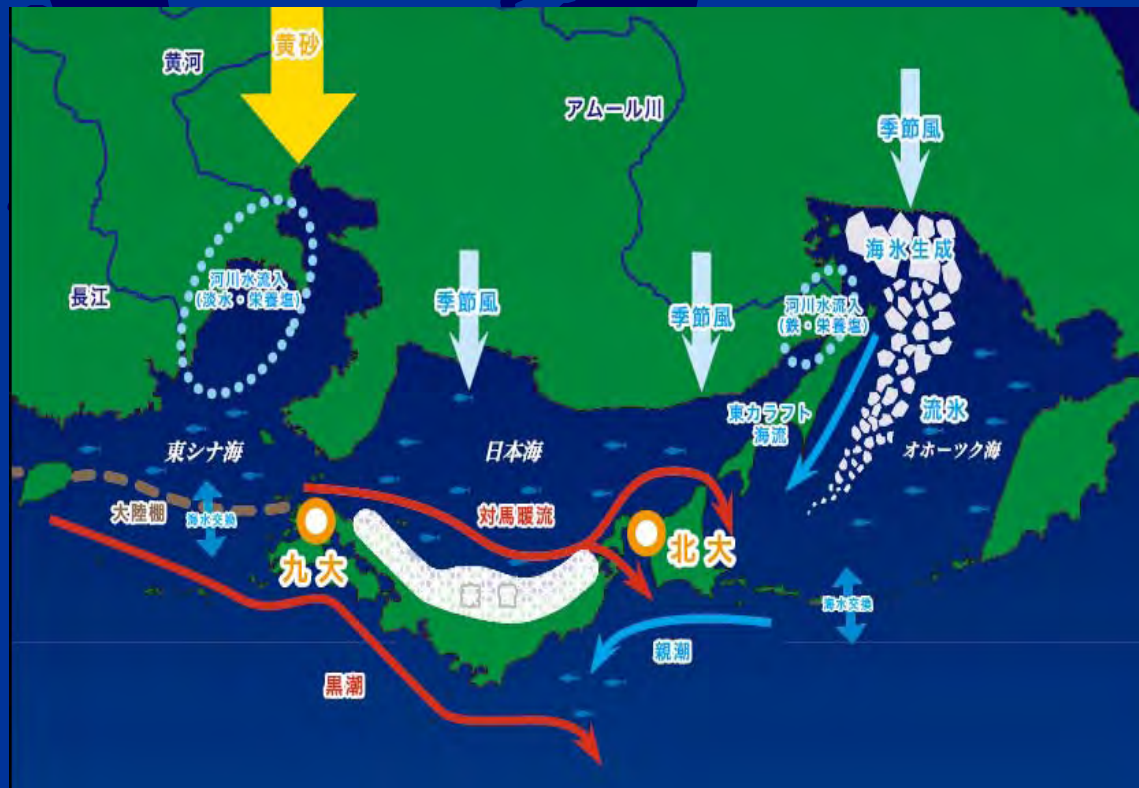 黄砂
黄河
アムール川
季節風
海氷生成
河川水流入
(淡水・栄養塩)
長江
季節風
季節風
河川水流入
(鉄・栄養塩)
東カラフト
海流
流氷
東シナ海
日本海
オホーツク海
大陸棚
海水交換
対馬暖流
九大
北大
海水交換
親潮
黒潮